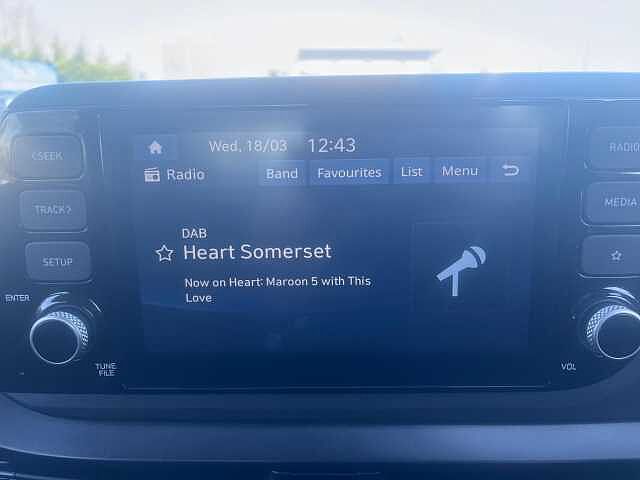 <SEEK
Wed, 18/03 12:43
RADIO
Radio
Band Favourites List Menu
TRACK>
MEDIA
DAB
Heart Somerset
SETUP
Now on Heart: Maroon 5 with This
Love
ENTER
TUNE
FILE
VOL